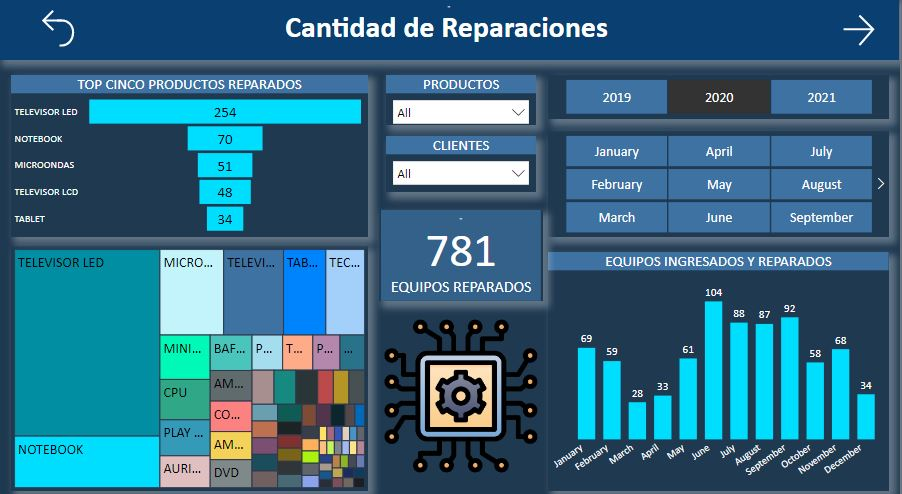 Cantidad de Reparaciones
TOP CINCO PRODUCTOS REPARADOS
TELEVISOR LED 254
NOTEBOOK 70
MICROONDAS 51
TELEVISOR LCD 48
TABLET 34
PRODUCTOS
All
CLIENTES
All
2019 2020 2021
January April July
February May August
March June September
781
EQUIPOS REPARADOS
TELEVISOR LED
MICRO...
TELEVI...
TAB...
TEC...
MINI...
BAF...
P...
T...
P...
CPU
AM...
PLAY ...
CO...
AM...
NOTEBOOK
AURI...
DVD
EQUIPOS INGRESADOS Y REPARADOS
69 59 28 33 61 104 88 87 92 58 68 34
January February March April May June July August September October November December